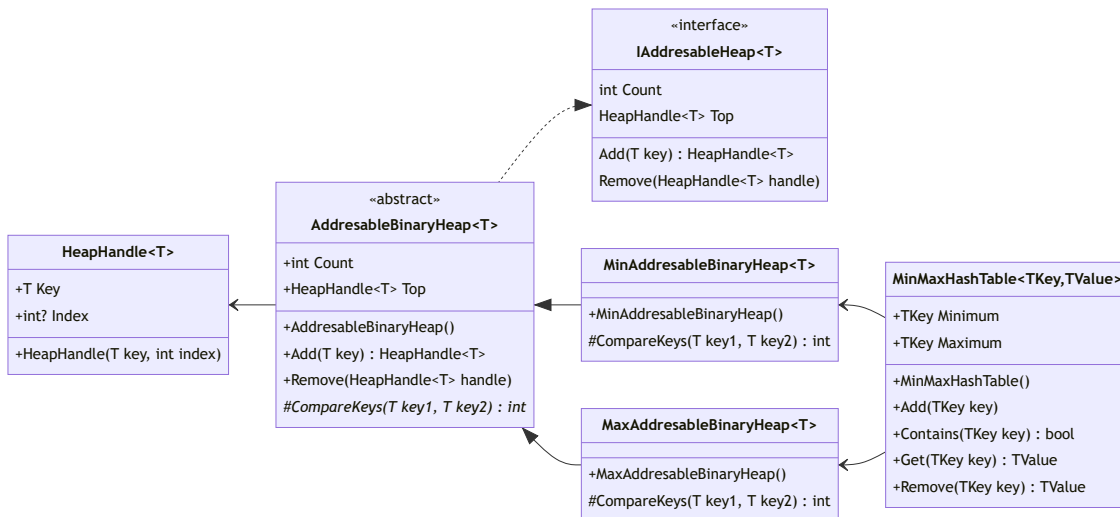 «interface»
IAddresableHeap<T>
int Count
HeapHandle<T> Top
Add(T key) : HeapHandle<T>
Remove(HeapHandle<T> handle)
«abstract»
AddresableBinaryHeap<T>
+int Count
+HeapHandle<T> Top
+AddresableBinaryHeap()
+Add(T key) : HeapHandle<T>
+Remove(HeapHandle<T> handle)
#CompareKeys(T key1, T key2) : int
HeapHandle<T>
+T Key
+int? Index
+HeapHandle(T key, int index)
MinAddresableBinaryHeap<T>
+MinAddresableBinaryHeap()
#CompareKeys(T key1, T key2) : int
MaxAddresableBinaryHeap<T>
+MaxAddresableBinaryHeap()
#CompareKeys(T key1, T key2) : int
MinMaxHashTable<TKey,TValue>
+TKey Minimum
+TKey Maximum
+MinMaxHashTable()
+Add(TKey key)
+Contains(TKey key) : bool
+Get(TKey key) : TValue
+Remove(TKey key) : TValue